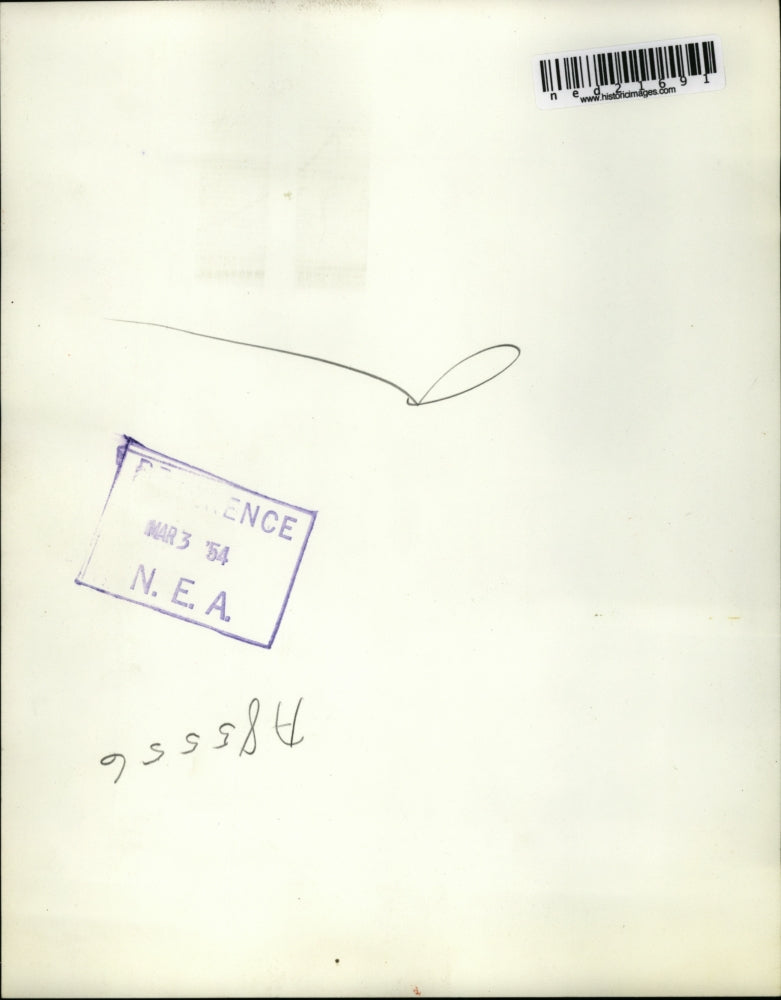 ned21691
www.historicimages.com
ENCE
MAR 3 '54
N. E. A.
A85556